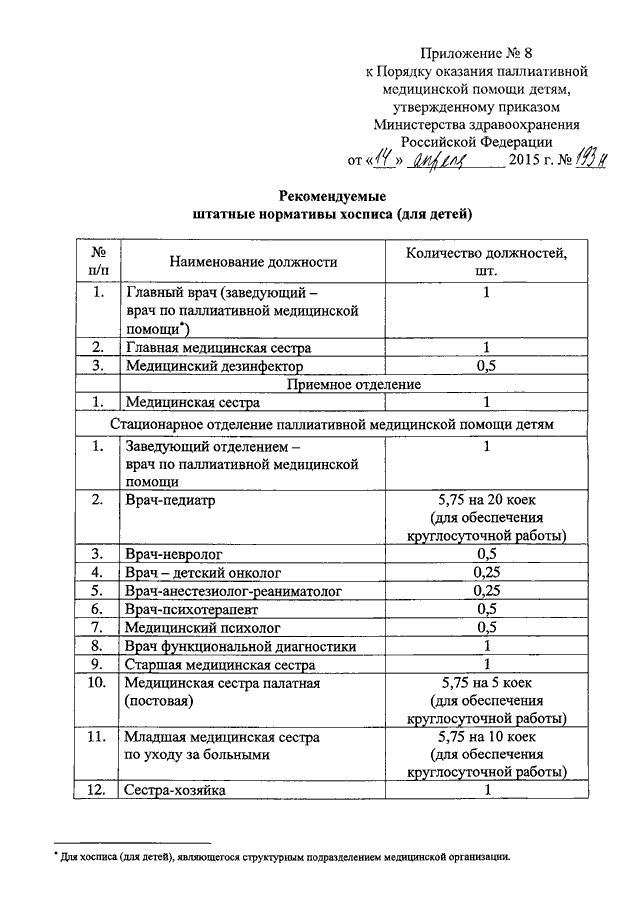 Приложение № 8
к Порядку оказания паллиативной
медицинской помощи детям,
утвержденному приказом
Министерства здравоохранения
Российской Федерации
от «14» апреля 2015 г. № 193н
Рекомендуемые
штатные нормативы хосписа (для детей)
№ п/п Наименование должности Количество должностей, шт.
1. Главный врач (заведующий – 1
врач по паллиативной медицинской
помощи*)
2. Главная медицинская сестра 1
3. Медицинский дезинфектор 0,5
Приемное отделение
1. Медицинская сестра 1
Стационарное отделение паллиативной медицинской помощи детям
1. Заведующий отделением – 1
врач по паллиативной медицинской
помощи
2. Врач-педиатр 5,75 на 20 коек
(для обеспечения
круглосуточной работы)
3. Врач-невролог 0,5
4. Врач – детский онколог 0,25
5. Врач-анестезиолог-реаниматолог 0,25
6. Врач-психотерапевт 0,5
7. Медицинский психолог 0,5
8. Врач функциональной диагностики 1
9. Старшая медицинская сестра 1
10. Медицинская сестра палатная 5,75 на 5 коек
(постовая) (для обеспечения
круглосуточной работы)
11. Младшая медицинская сестра 5,75 на 10 коек
по уходу за больными (для обеспечения
круглосуточной работы)
12. Сестра-хозяйка 1
* Для хосписа (для детей), являющегося структурным подразделением медицинской организации.